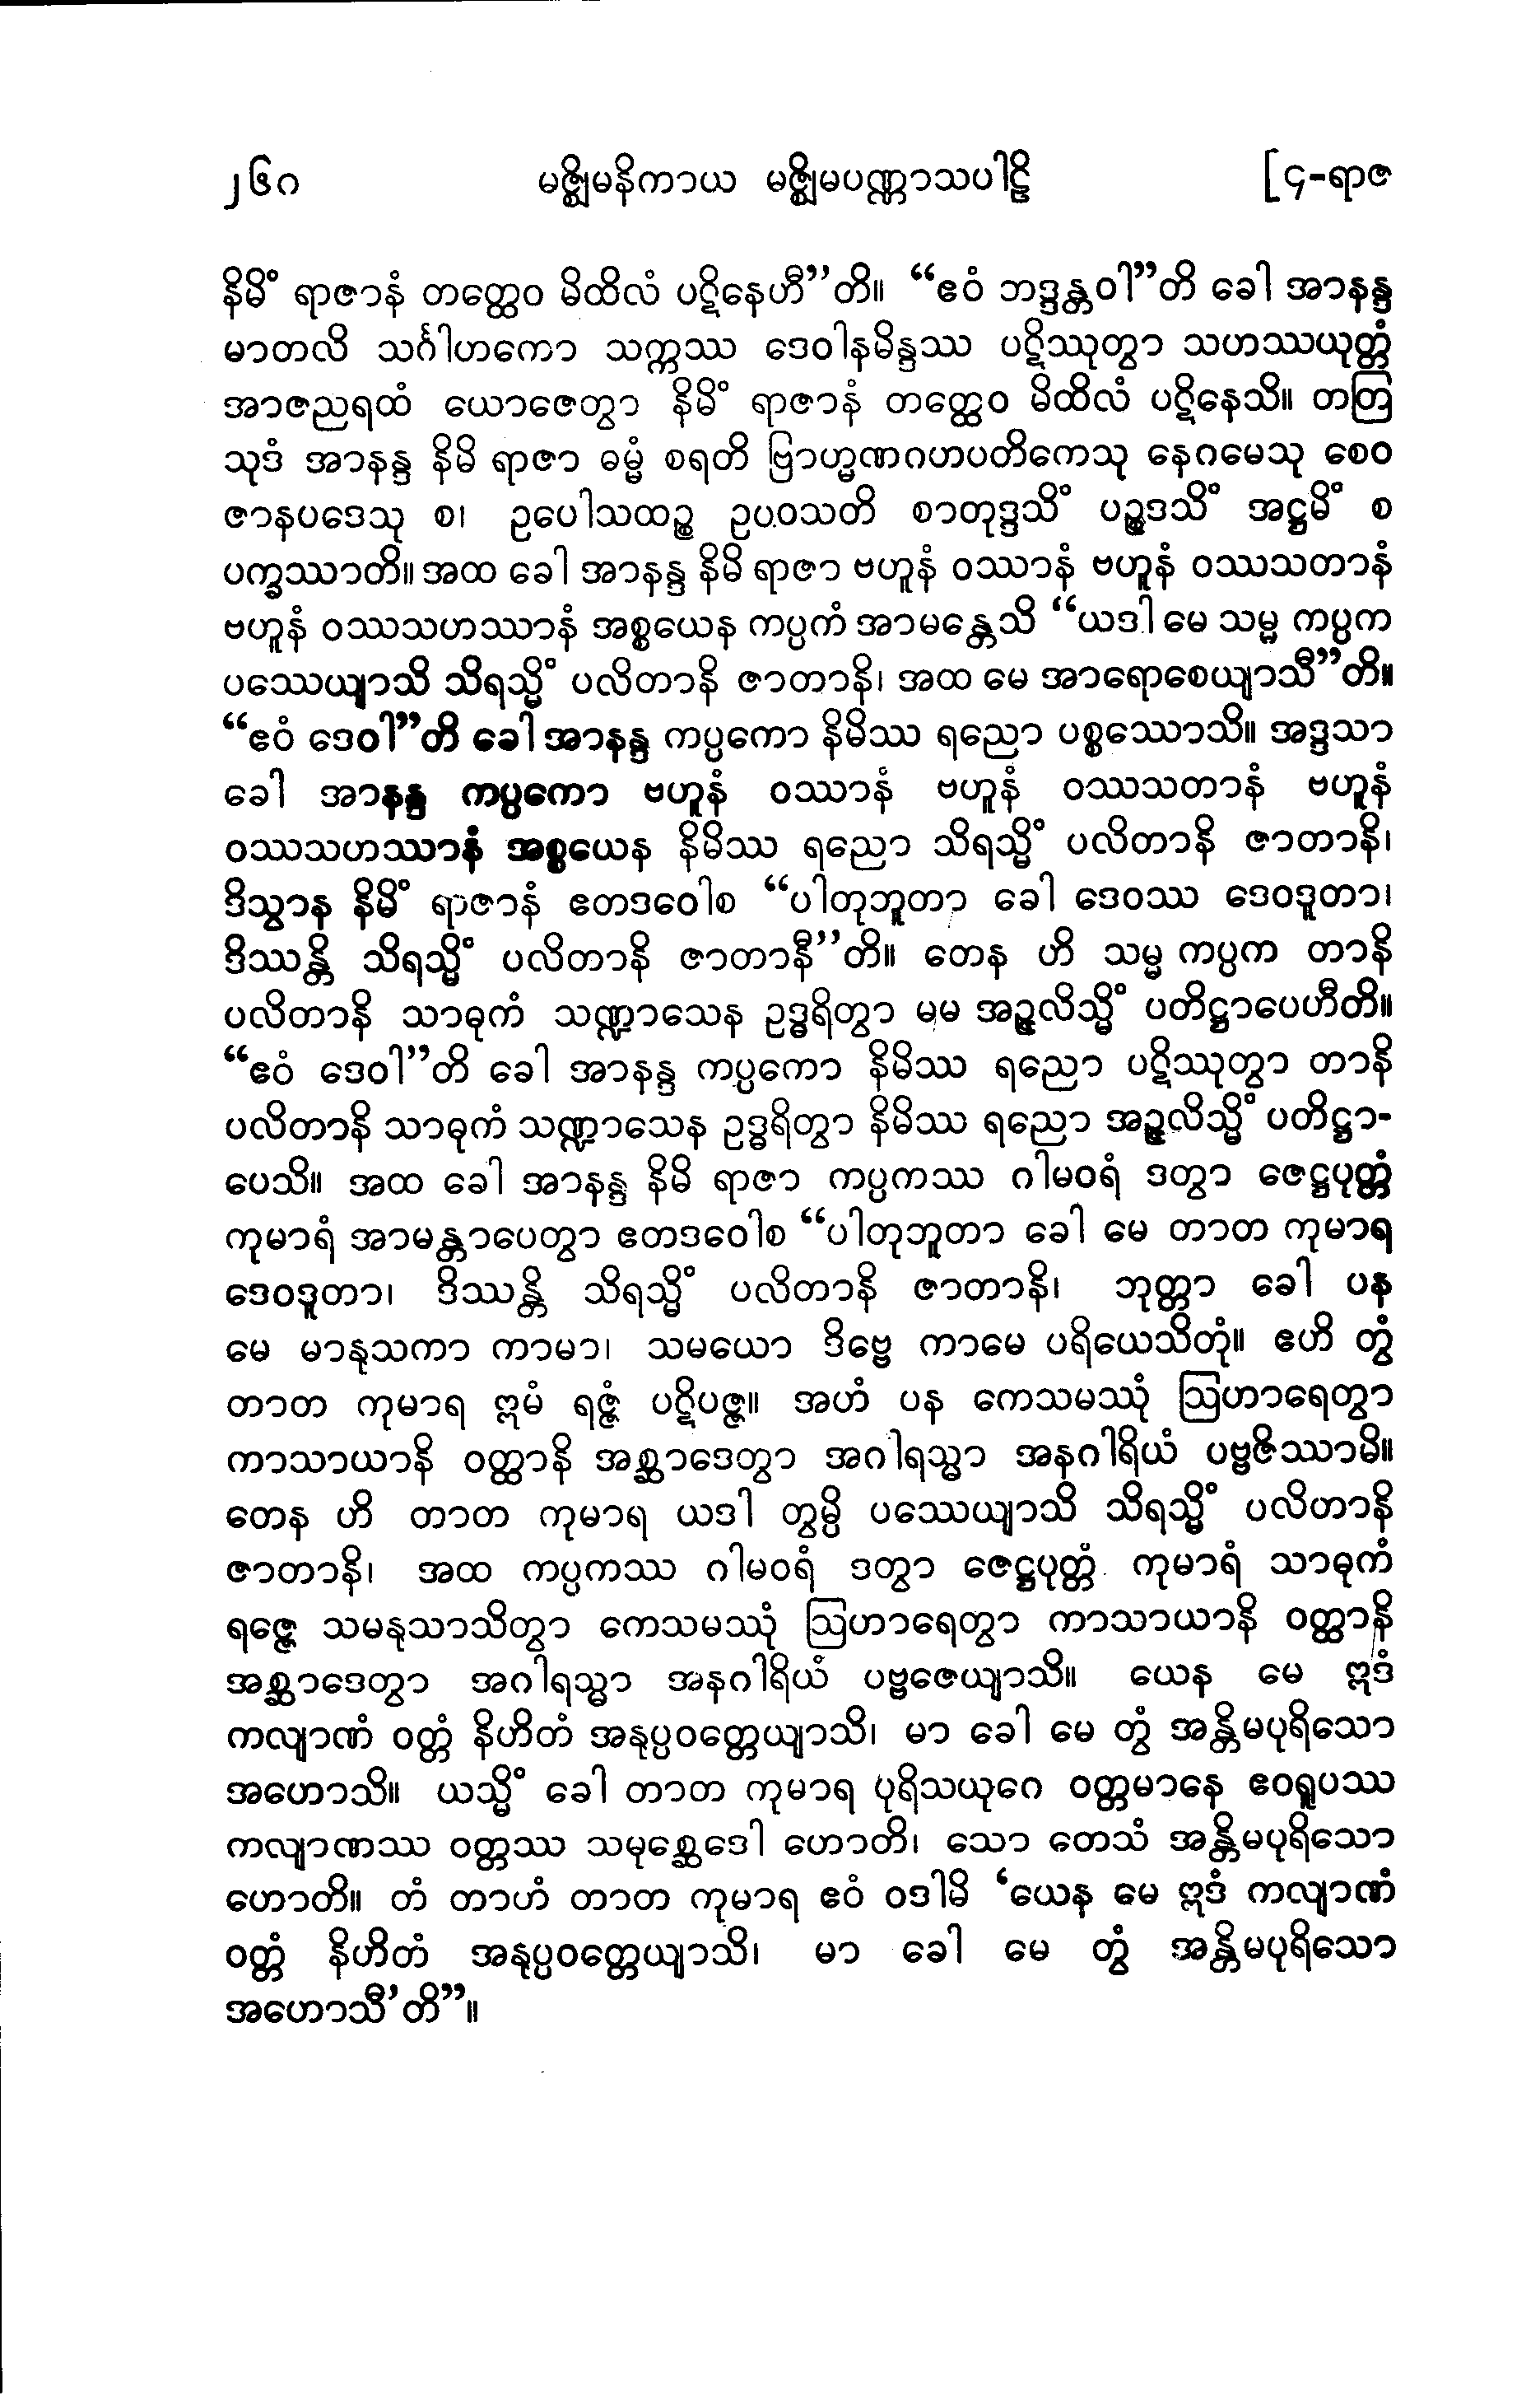 ၂၆ဂ မဇ္ဈိမနိကာယ မဇ္ဈိမပဏ္ဏာသပါဠိ [၄-ရာဇ
နိမိံ ရာဇာနံ တတ္ထေဝ မိထိလံ ပဋိနေဟီ”တိ။ “ဧဝံ ဘဒ္ဒန္တဝါ”တိ ခေါ အာနန္ဒ
မာတလိ သင်္ဂါဟကော သက္ကဿ ဒေဝါနမိန္ဒဿ ပဋိဿုတွာ သဟဿယုတ္တံ
အာဇညရထံ ယောဇေတွာ နိမိံ ရာဇာနံ တတ္ထေဝ မိထိလံ ပဋိနေသိ။ တတြ
သုဒံ အာနန္ဒ နိမိ ရာဇာ ဓမ္မံ စရတိ ဗြာဟ္မဏဂဟပတိကေသု နေဂမေသု စေဝ
ဇာနပဒေသု စ၊ ဥပေါသထဉ္စ ဥပဝသတိ စာတုဒ္ဒသိံ ပဉ္စဒသိံ အဋ္ဌမိံ စ
ပက္ခဿာတိ။ အထ ခေါ အာနန္ဒ နိမိ ရာဇာ ဗဟူနံ ဝဿာနံ ဗဟူနံ ဝဿသတာနံ
ဗဟူနံ ဝဿသဟဿာနံ အစ္စယေန ကပ္ပကံ အာမန္တေသိ “ယဒါ မေ သမ္မ ကပ္ပက
ပဿေယျာသိ သိရသ္မိံ ပလိတာနိ ဇာတာနိ၊ အထ မေ အာရောစေယျာသီ”တိ။
“ဧဝံ ဒေဝါ”တိ ခေါ အာနန္ဒ ကပ္ပကော နိမိဿ ရညော ပစ္စဿောသိ။ အဒ္ဒသာ
ခေါ အာနန္ဒ ကပ္ပကော ဗဟူနံ ဝဿာနံ ဗဟူနံ ဝဿသတာနံ ဗဟူနံ
ဝဿသဟဿာနံ အစ္စယေန နိမိဿ ရညော သိရသ္မိံ ပလိတာနိ ဇာတာနိ၊
ဒိသွာန နိမိံ ရာဇာနံ ဧတဒဝေါစ “ပါတုဘူတာ ခေါ ဒေဝဿ ဒေဝဒူတာ၊
ဒိဿန္တိ သိရသ္မိံ ပလိတာနိ ဇာတာနီ”တိ။ တေန ဟိ သမ္မ ကပ္ပက တာနိ
ပလိတာနိ သာဓုကံ သဏ္ဍာသေန ဥဒ္ဓရိတွာ မမ အဉ္ဇလိသ္မိံ ပတိဋ္ဌာပေဟီတိ။
“ဧဝံ ဒေဝါ”တိ ခေါ အာနန္ဒ ကပ္ပကော နိမိဿ ရညော ပဋိဿုတွာ တာနိ
ပလိတာနိ သာဓုကံ သဏ္ဍာသေန ဥဒ္ဓရိတွာ နိမိဿ ရညော အဉ္ဇလိသ္မိံ ပတိဋ္ဌာ-
ပေသိ။ အထ ခေါ အာနန္ဒ နိမိ ရာဇာ ကပ္ပကဿ ဂါမဝရံ ဒတွာ ဇေဋ္ဌပုတ္တံ
ကုမာရံ အာမန္တာပေတွာ ဧတဒဝေါစ “ပါတုဘူတာ ခေါ မေ တာတ ကုမာရ
ဒေဝဒူတာ၊ ဒိဿန္တိ သိရသ္မိံ ပလိတာနိ ဇာတာနိ၊ ဘုတ္တာ ခေါ ပန
မေ မာနုသကာ ကာမာ၊ သမယော ဒိဗ္ဗေ ကာမေ ပရိယေသိတုံ။ ဧဟိ တွံ
တာတ ကုမာရ ဣမံ ရဇ္ဇံ ပဋိပဇ္ဇ။ အဟံ ပန ကေသမဿုံ ဩဟာရေတွာ
ကာသာယာနိ ဝတ္ထာနိ အစ္ဆာဒေတွာ အဂါရသ္မာ အနဂါရိယံ ပဗ္ဗဇိဿာမိ။
တေန ဟိ တာတ ကုမာရ ယဒါ တွမ္ပိ ပဿေယျာသိ သိရသ္မိံ ပလိတာနိ
ဇာတာနိ၊ အထ ကပ္ပကဿ ဂါမဝရံ ဒတွာ ဇေဋ္ဌပုတ္တံ ကုမာရံ သာဓုကံ
ရဇ္ဇေ သမနုသာသိတွာ ကေသမဿုံ ဩဟာရေတွာ ကာသာယာနိ ဝတ္ထာနိ
အစ္ဆာဒေတွာ အဂါရသ္မာ အနဂါရိယံ ပဗ္ဗဇေယျာသိ။ ယေန မေ ဣဒံ
ကလျာဏံ ဝတ္တံ နိဟိတံ အနုပ္ပဝတ္တေယျာသိ၊ မာ ခေါ မေ တွံ အန္တိမပုရိသော
အဟောသိ။ ယသ္မိံ ခေါ တာတ ကုမာရ ပုရိသယုဂေ ဝတ္တမာနေ ဧဝရူပဿ
ကလျာဏဿ ဝတ္တဿ သမုစ္ဆေဒေါ ဟောတိ၊ သော တေသံ အန္တိမပုရိသော
ဟောတိ။ တံ တာဟံ တာတ ကုမာရ ဧဝံ ဝဒါမိ ‘ယေန မေ ဣဒံ ကလျာဏံ
ဝတ္တံ နိဟိတံ အနုပ္ပဝတ္တေယျာသိ၊ မာ ခေါ မေ တွံ အန္တိမပုရိသော
အဟောသီ’တိ”။